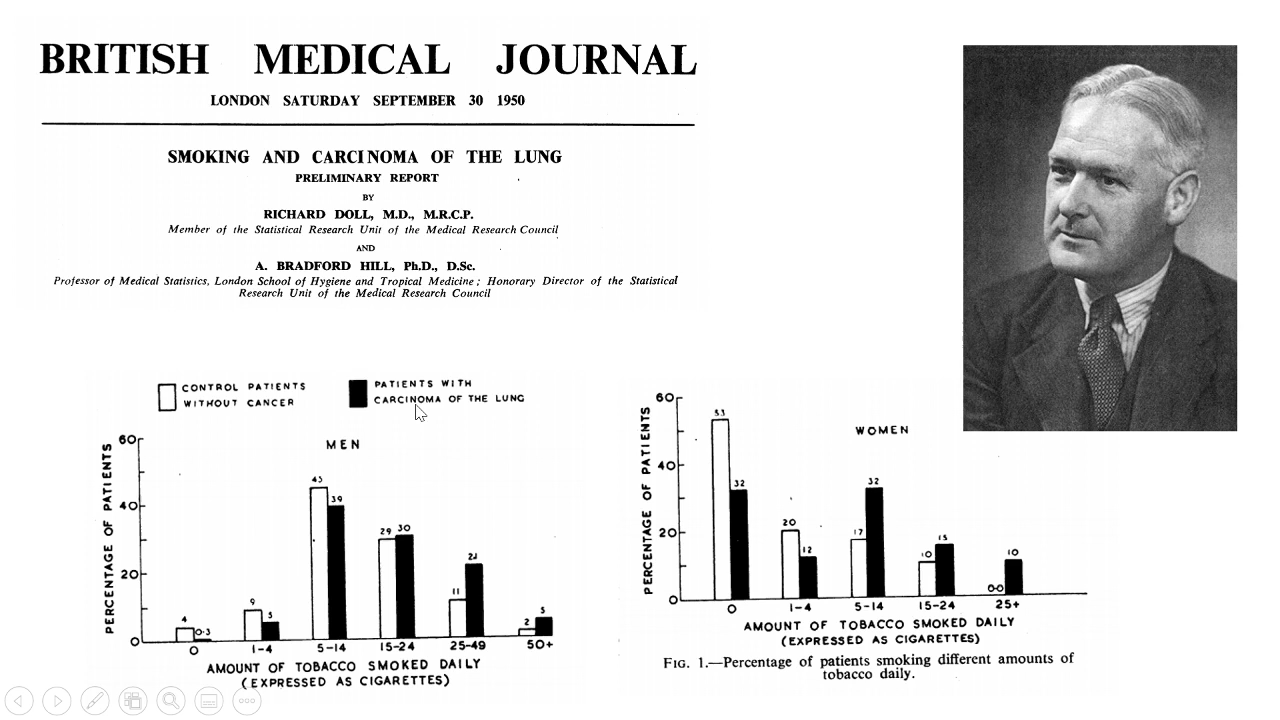 BRITISH MEDICAL JOURNAL
LONDON SATURDAY SEPTEMBER 30 1950
SMOKING AND CARCINOMA OF THE LUNG
PRELIMINARY REPORT
BY
RICHARD DOLL, M.D., M.R.C.P.
Member of the Statistical Research Unit of the Medical Research Council
AND
A. BRADFORD HILL, Ph.D., D.Sc.
Professor of Medical Statistics, London School of Hygiene and Tropical Medicine; Honorary Director of the Statistical
Research Unit of the Medical Research Council
CONTROL PATIENTS
WITHOUT CANCER
PATIENTS WITH
CARCINOMA OF THE LUNG
MEN
PERCENTAGE OF PATIENTS
60
40
20
0
4 0·3
9 5
45 39
29 30
11 21
2 5
0 1-4 5-14 15-24 25-49 50+
AMOUNT OF TOBACCO SMOKED DAILY
(EXPRESSED AS CIGARETTES)
WOMEN
PERCENTAGE OF PATIENTS
60
40
20
0
53 32
20 12
17 32
10 15
0·0 10
0 1-4 5-14 15-24 25+
AMOUNT OF TOBACCO SMOKED DAILY
(EXPRESSED AS CIGARETTES)
FIG. 1.—Percentage of patients smoking different amounts of
tobacco daily.